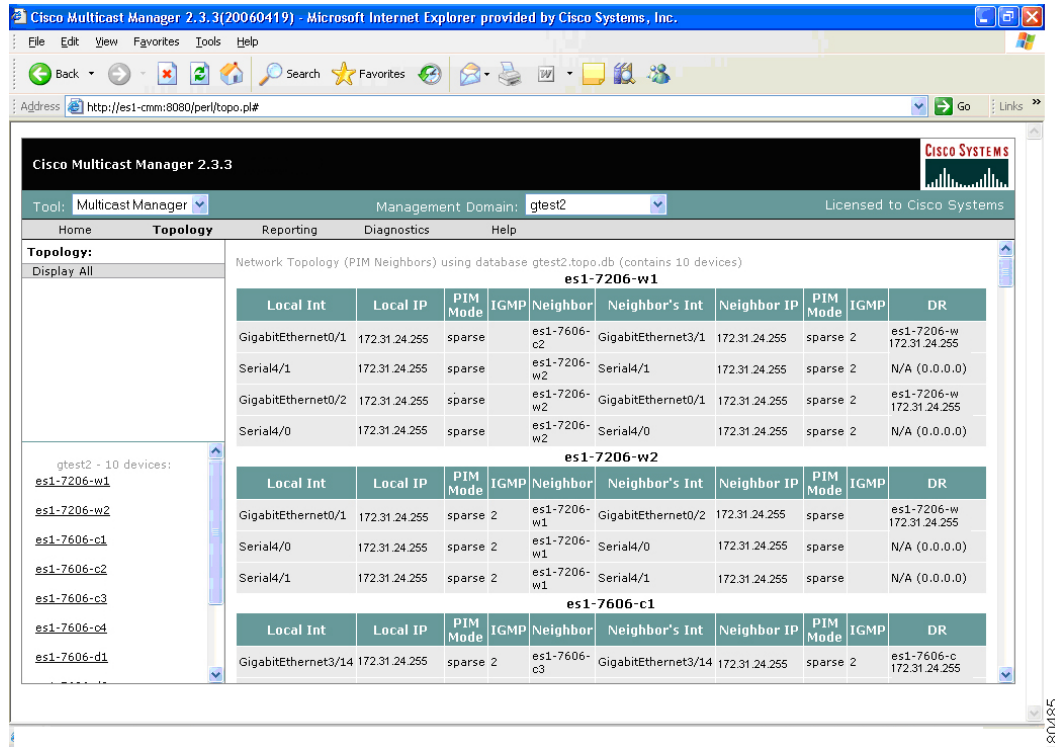 Cisco Multicast Manager 2.3.3(20060419) - Microsoft Internet Explorer provided by Cisco Systems, Inc.
File Edit View Favorites Tools Help
Back Search Favorites
Address http://es1-cmm:8080/perl/topo.pl# Go Links »
Cisco Multicast Manager 2.3.3
CISCO SYSTEMS
Tool: Multicast Manager Management Domain: gtest2 Licensed to Cisco Systems
Home Topology Reporting Diagnostics Help
Topology:
Display All
Network Topology (PIM Neighbors) using database gtest2.topo.db (contains 10 devices)
es1-7206-w1
Local Int Local IP PIM Mode IGMP Neighbor Neighbor's Int Neighbor IP PIM Mode IGMP DR
GigabitEthernet0/1 172.31.24.255 sparse es1-7606-c2 GigabitEthernet3/1 172.31.24.255 sparse 2 es1-7206-w 172.31.24.255
Serial4/1 172.31.24.255 sparse es1-7206-w2 Serial4/1 172.31.24.255 sparse 2 N/A (0.0.0.0)
GigabitEthernet0/2 172.31.24.255 sparse es1-7206-w2 GigabitEthernet0/1 172.31.24.255 sparse 2 es1-7206-w 172.31.24.255
Serial4/0 172.31.24.255 sparse es1-7206-w2 Serial4/0 172.31.24.255 sparse 2 N/A (0.0.0.0)
es1-7206-w2
Local Int Local IP PIM Mode IGMP Neighbor Neighbor's Int Neighbor IP PIM Mode IGMP DR
GigabitEthernet0/1 172.31.24.255 sparse 2 es1-7206-w1 GigabitEthernet0/2 172.31.24.255 sparse es1-7206-w 172.31.24.255
Serial4/0 172.31.24.255 sparse 2 es1-7206-w1 Serial4/0 172.31.24.255 sparse N/A (0.0.0.0)
Serial4/1 172.31.24.255 sparse 2 es1-7206-w1 Serial4/1 172.31.24.255 sparse N/A (0.0.0.0)
es1-7606-c1
Local Int Local IP PIM Mode IGMP Neighbor Neighbor's Int Neighbor IP PIM Mode IGMP DR
GigabitEthernet3/14 172.31.24.255 sparse 2 es1-7606-c3 GigabitEthernet3/14 172.31.24.255 sparse 2 es1-7606-c 172.31.24.255
gtest2 - 10 devices:
es1-7206-w1
es1-7206-w2
es1-7606-c1
es1-7606-c2
es1-7606-c3
es1-7606-c4
es1-7606-d1
80485